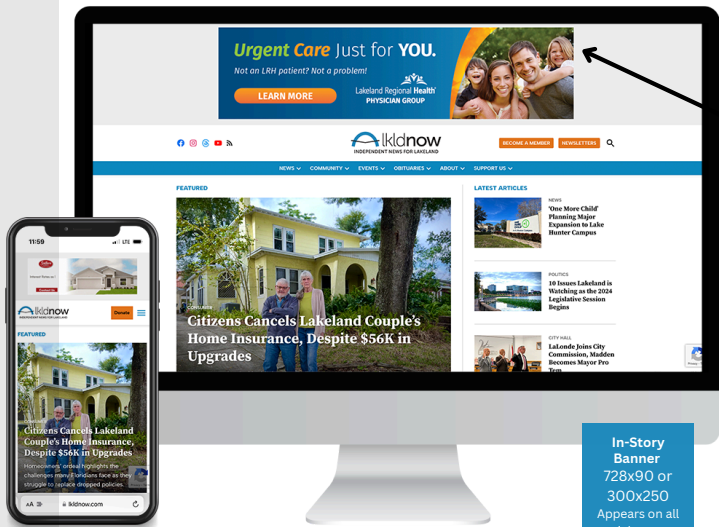 Urgent Care Just for YOU.
Not an LRH patient? Not a problem!
LEARN MORE
Lakeland Regional Health
PHYSICIAN GROUP
lkldnow
INDEPENDENT NEWS FOR LAKELAND
BECOME A MEMBER
NEWSLETTERS
NEWS
COMMUNITY
EVENTS
OBITUARIES
ABOUT
SUPPORT US
FEATURED
CONSUMER
Citizens Cancels Lakeland Couple's
Home Insurance, Despite $56K in
Upgrades
LATEST ARTICLES
NEWS
'One More Child'
Planning Major
Expansion to Lake
Hunter Campus
POLITICS
10 Issues Lakeland is
Watching as the 2024
Legislative Session
Begins
CITY HALL
LaLonde Joins City
Commission, Madden
Becomes Mayor Pro
Tem
11:59
LTE
lkldnow
INDEPENDENT NEWS FOR LAKELAND
Donate
FEATURED
Citizens Cancels Lakeland
Couple's Home Insurance,
Despite $56K in Upgrades
Homeowners' ordeal highlights the
challenges many Floridians face as they
struggle to replace dropped policies.
AA
lkldnow.com
In-Story
Banner
728x90 or
300x250
Appears on all